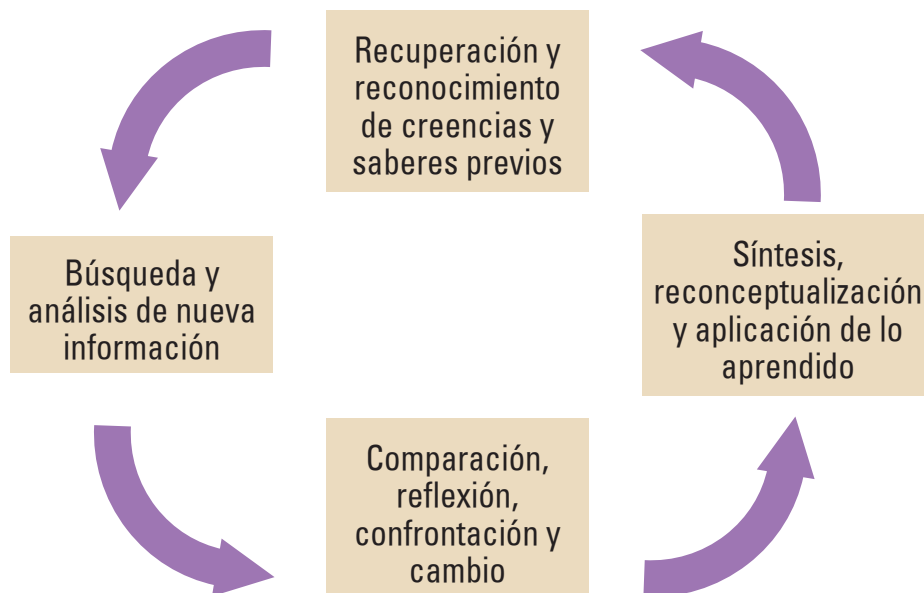 Recuperación y
reconocimiento
de creencias y
saberes previos
Búsqueda y
análisis de nueva
información
Síntesis,
reconceptualización
y aplicación de lo
aprendido
Comparación,
reflexión,
confrontación y
cambio